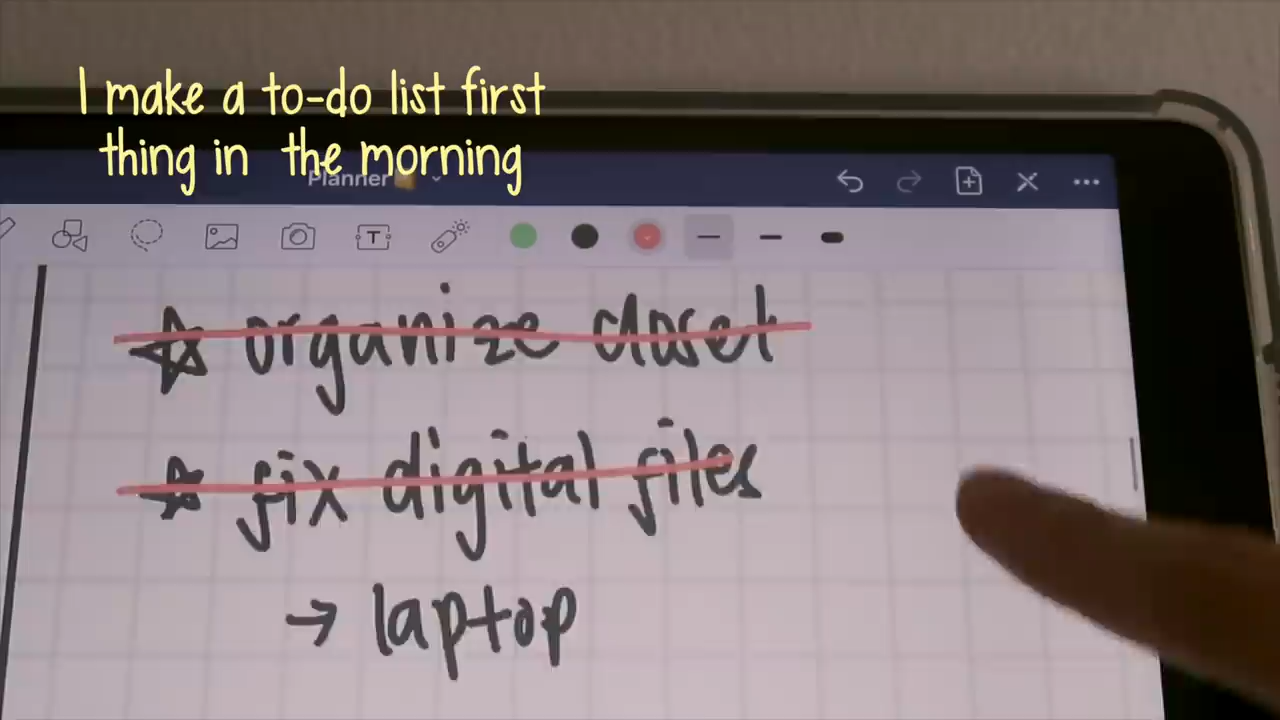 I make a to-do list first
thing in the morning
Planner
T
organize closet
fix digital files
→ laptop